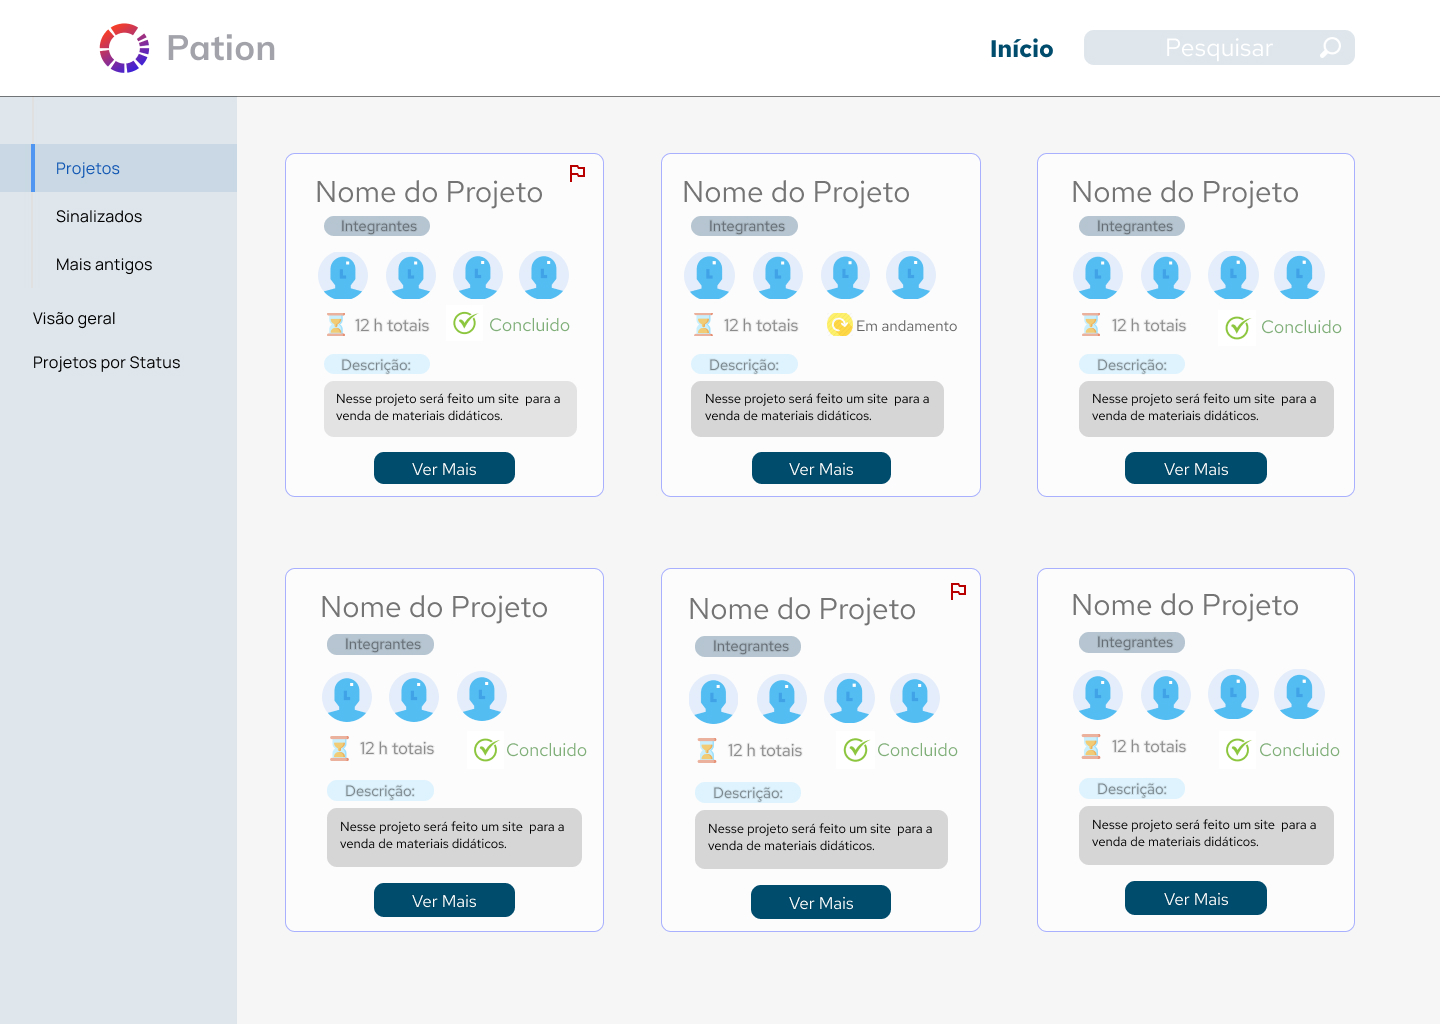 Pation
Início
Pesquisar
Projetos
Sinalizados
Mais antigos
Visão geral
Projetos por Status
Nome do Projeto
Integrantes
12 h totais
Concluido
Descrição:
Nesse projeto será feito um site para a
venda de materiais didáticos.
Ver Mais
Nome do Projeto
Integrantes
12 h totais
Em andamento
Descrição:
Nesse projeto será feito um site para a
venda de materiais didáticos.
Ver Mais
Nome do Projeto
Integrantes
12 h totais
Concluido
Descrição:
Nesse projeto será feito um site para a
venda de materiais didáticos.
Ver Mais
Nome do Projeto
Integrantes
12 h totais
Concluido
Descrição:
Nesse projeto será feito um site para a
venda de materiais didáticos.
Ver Mais
Nome do Projeto
Integrantes
12 h totais
Concluido
Descrição:
Nesse projeto será feito um site para a
venda de materiais didáticos.
Ver Mais
Nome do Projeto
Integrantes
12 h totais
Concluido
Descrição:
Nesse projeto será feito um site para a
venda de materiais didáticos.
Ver Mais